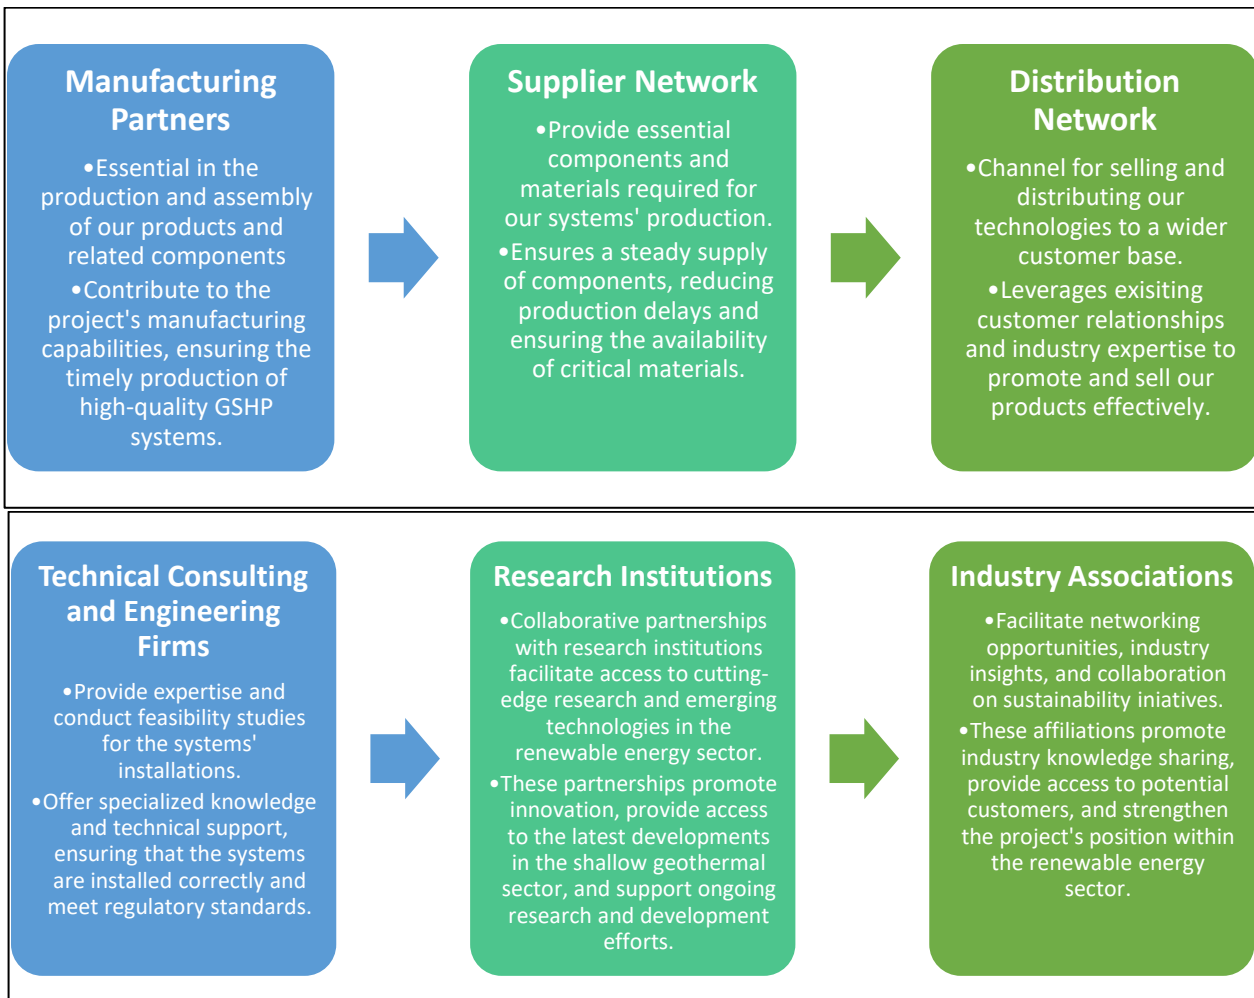 Manufacturing
Partners
•Essential in the
production and assembly
of our products and
related components
•Contribute to the
project's manufacturing
capabilities, ensuring the
timely production of
high-quality GSHP
systems.
Supplier Network
•Provide essential
components and
materials required for
our systems' production.
•Ensures a steady supply
of components, reducing
production delays and
ensuring the availability
of critical materials.
Distribution
Network
•Channel for selling and
distributing our
technologies to a wider
customer base.
•Leverages exisiting
customer relationships
and industry expertise to
promote and sell our
products effectively.
Technical Consulting
and Engineering
Firms
•Provide expertise and
conduct feasibility studies
for the systems'
installations.
•Offer specialized knowledge
and technical support,
ensuring that the systems
are installed correctly and
meet regulatory standards.
Research Institutions
•Collaborative partnerships
with research institutions
facilitate access to cutting-
edge research and emerging
technologies in the
renewable energy sector.
•These partnerships promote
innovation, provide access
to the latest developments
in the shallow geothermal
sector, and support ongoing
research and development
efforts.
Industry Associations
•Facilitate networking
opportunities, industry
insights, and collaboration
on sustainability iniatives.
•These affiliations promote
industry knowledge sharing,
provide access to potential
customers, and strengthen
the project's position within
the renewable energy
sector.